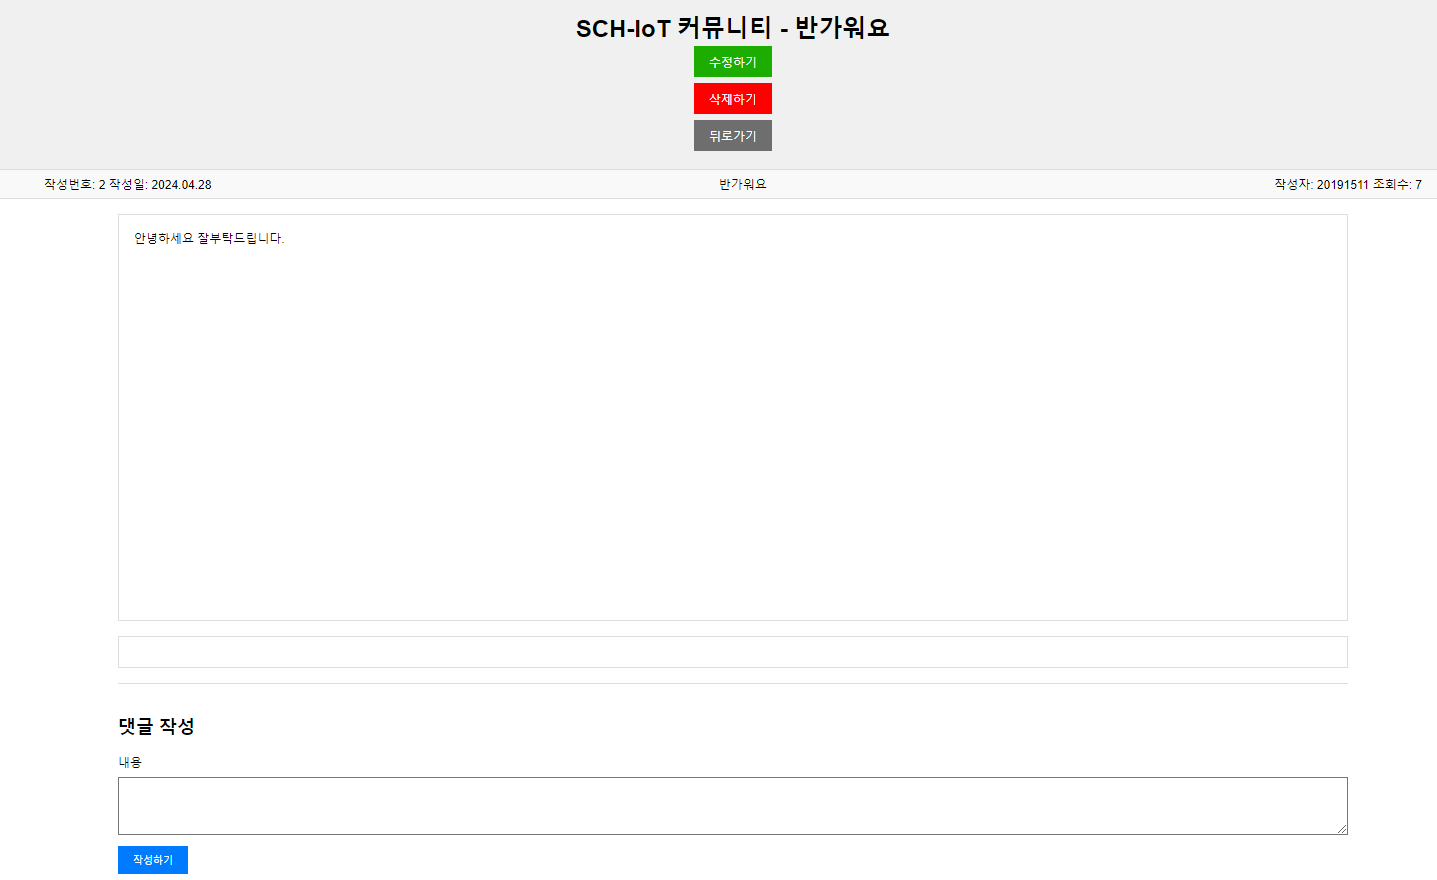 SCH-IoT 커뮤니티 - 반가워요
수정하기
삭제하기
뒤로가기
작성번호: 2 작성일: 2024.04.28 반가워요 작성자: 20191511 조회수: 7
안녕하세요 잘부탁드립니다.
댓글 작성
내용
작성하기